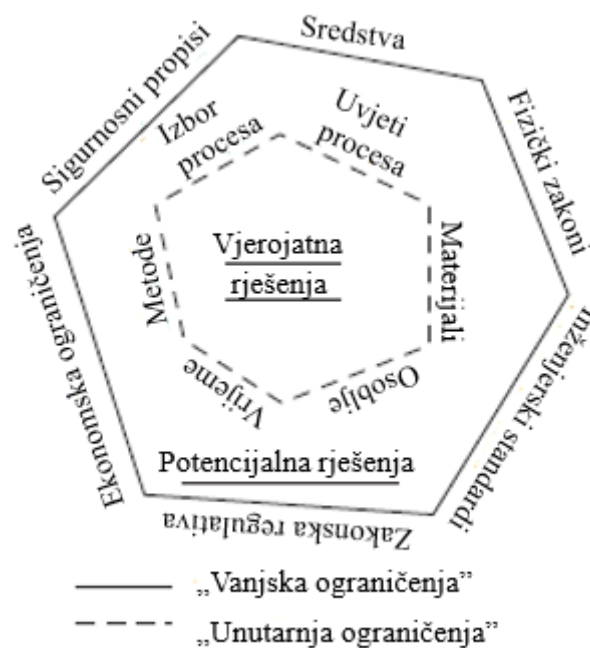 Sredstva
Sigurnosni propisi
Fizički zakoni
Izbor
procesa
Uvjeti
procesa
Metode
Vjerojatna
rješenja
Materijali
Ekonomska ograničenja
Vrijeme
Osoblje
Inženjerski standardi
Potencijalna rješenja
Zakonska regulativa
„Vanjska ograničenja”
„Unutarnja ograničenja”